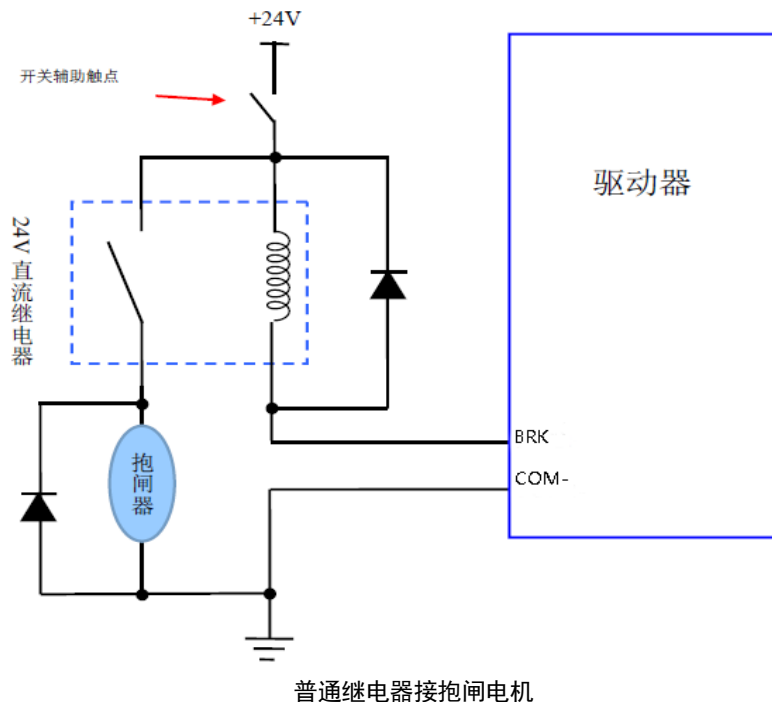 +24V
开关辅助触点
驱动器
24V 直流继电器
BRK
抱闸器
COM-
普通继电器接抱闸电机